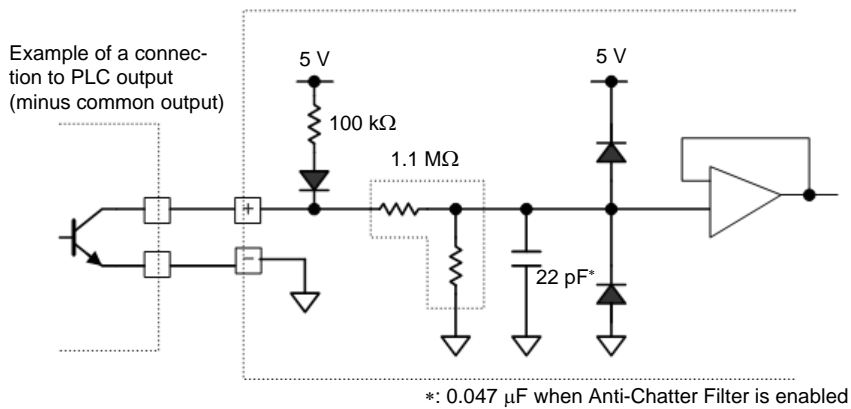 Example of a connec-
tion to PLC output
(minus common output)
5 V
5 V
100 kΩ
1.1 MΩ
+
−
22 pF*
*: 0.047 μF when Anti-Chatter Filter is enabled